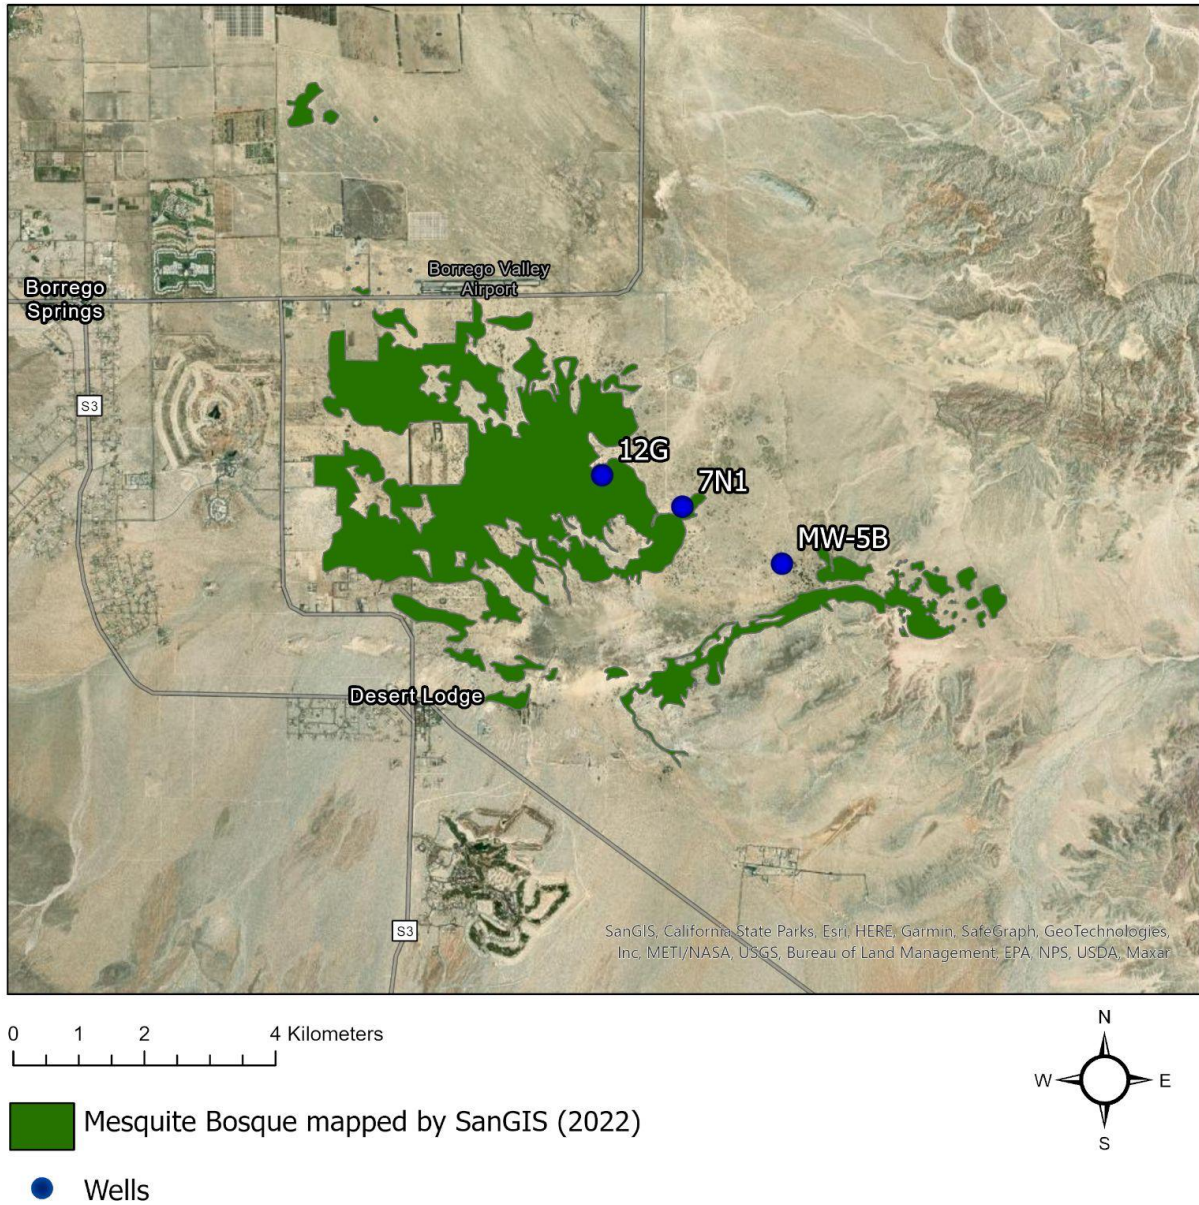 Borrego Valley
Airport
Borrego
Springs
S3
12G
7N1
MW-5B
Desert Lodge
S3
SanGIS, California State Parks, Esri, HERE, Garmin, SafeGraph, GeoTechnologies,
Inc, METI/NASA, USGS, Bureau of Land Management, EPA, NPS, USDA, Maxar
0 1 2 4 Kilometers
N
W E
S
Mesquite Bosque mapped by SanGIS (2022)
Wells